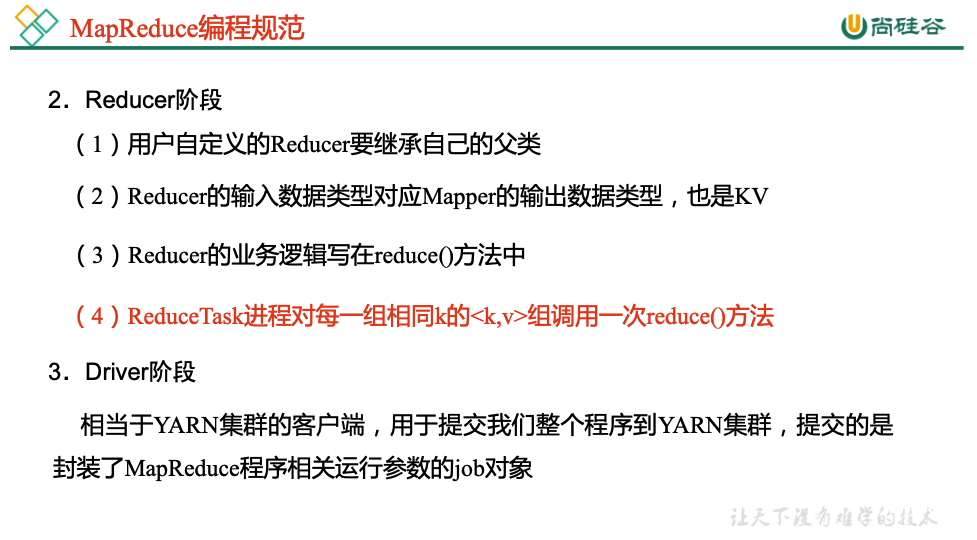 MapReduce编程规范
尚硅谷
2．Reducer阶段
（1）用户自定义的Reducer要继承自己的父类
（2）Reducer的输入数据类型对应Mapper的输出数据类型，也是KV
（3）Reducer的业务逻辑写在reduce()方法中
（4）ReduceTask进程对每一组相同k的<k,v>组调用一次reduce()方法
3．Driver阶段
相当于YARN集群的客户端，用于提交我们整个程序到YARN集群，提交的是
封装了MapReduce程序相关运行参数的job对象
让天下没有难学的技术